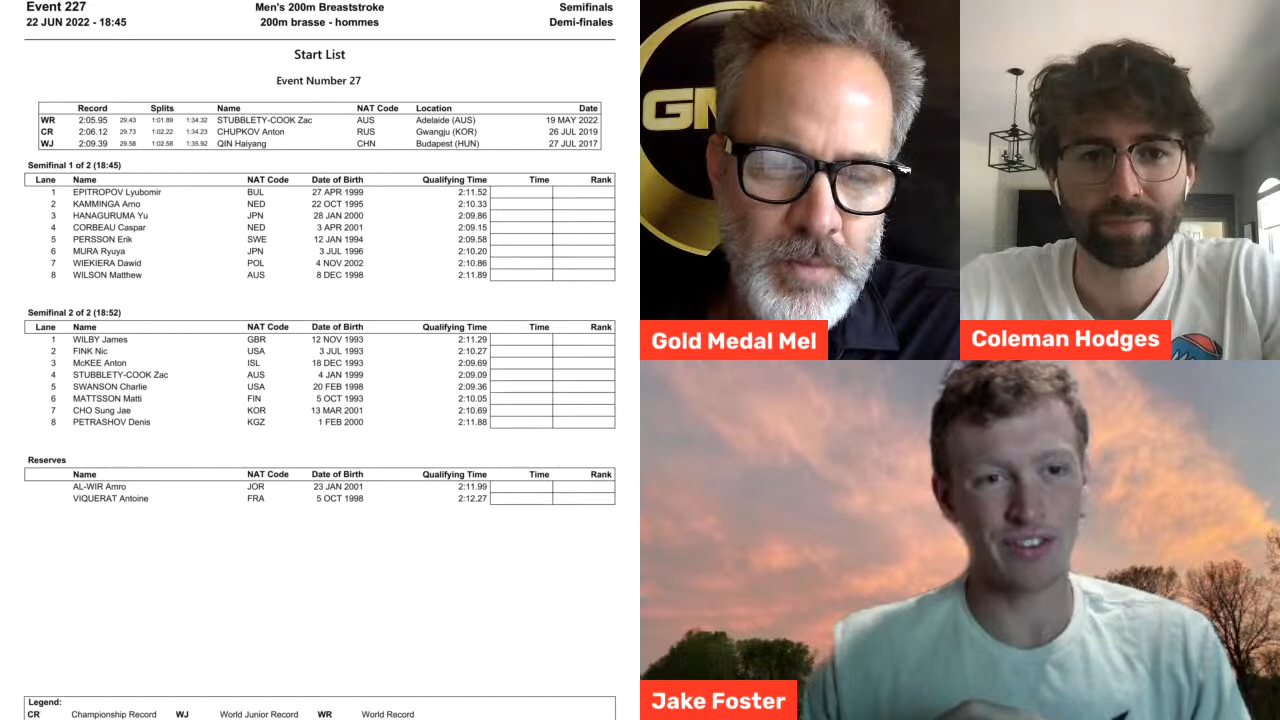 Event 227 Men's 200m Breaststroke Semifinals
22 JUN 2022 - 18:45 200m brasse - hommes Demi-finales
Start List
Event Number 27
Record Splits Name NAT Code Location Date
WR 2:05.95 29.43 1:01.89 1:34.32 STUBBLETY-COOK Zac AUS Adelaide (AUS) 19 MAY 2022
CR 2:06.12 29.73 1:02.22 1:34.23 CHUPKOV Anton RUS Gwangju (KOR) 26 JUL 2019
WJ 2:09.39 29.58 1:02.58 1:35.92 QIN Haiyang CHN Budapest (HUN) 27 JUL 2017
Semifinal 1 of 2 (18:45)
Lane Name NAT Code Date of Birth Qualifying Time Time Rank
1 EPITROPOV Lyubomir BUL 27 APR 1999 2:11.52
2 KAMMINGA Arno NED 22 OCT 1995 2:10.33
3 HANAGURUMA Yu JPN 28 JAN 2000 2:09.86
4 CORBEAU Caspar NED 3 APR 2001 2:09.15
5 PERSSON Erik SWE 12 JAN 1994 2:09.58
6 MURA Ryuya JPN 3 JUL 1996 2:10.20
7 WIEKIERA Dawid POL 4 NOV 2002 2:10.86
8 WILSON Matthew AUS 8 DEC 1998 2:11.89
Semifinal 2 of 2 (18:52)
Lane Name NAT Code Date of Birth Qualifying Time Time Rank
1 WILBY James GBR 12 NOV 1993 2:11.29
2 FINK Nic USA 3 JUL 1993 2:10.27
3 McKEE Anton ISL 18 DEC 1993 2:09.69
4 STUBBLETY-COOK Zac AUS 4 JAN 1999 2:09.09
5 SWANSON Charlie USA 20 FEB 1998 2:09.36
6 MATTSSON Matti FIN 5 OCT 1993 2:10.05
7 CHO Sung Jae KOR 13 MAR 2001 2:10.69
8 PETRASHOV Denis KGZ 1 FEB 2000 2:11.88
Reserves
Name NAT Code Date of Birth Qualifying Time Time Rank
AL-WIR Amro JOR 23 JAN 2001 2:11.99
VIQUERAT Antoine FRA 5 OCT 1998 2:12.27
Legend:
CR Championship Record WJ World Junior Record WR World Record
Gold Medal Mel
Coleman Hodges
Jake Foster